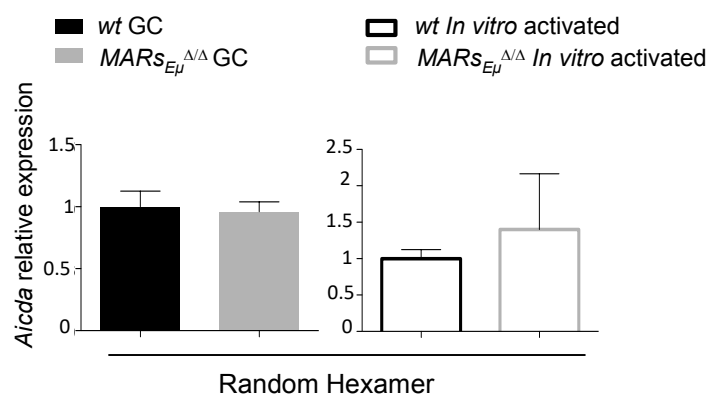 wt GC
MARsEμΔ/Δ GC
wt In vitro activated
MARsEμΔ/Δ In vitro activated
Aicda relative expression
1.5
1
0.5
0
2.5
2
1.5
1
0.5
0
Random Hexamer